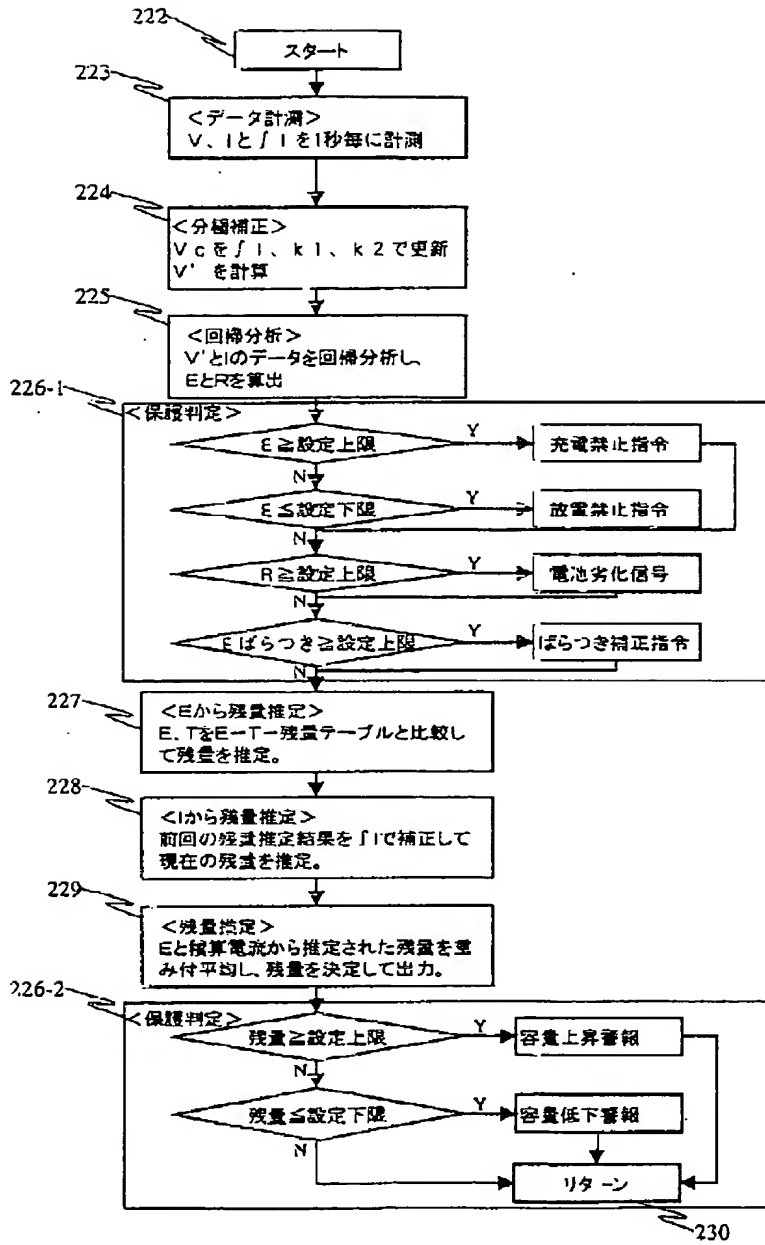 222
スタート
223
<データ計測>
V、Iと∫Iを1秒毎に計測
224
<分極補正>
Vcを∫I、k1、k2で更新
V'を計算
225
<回帰分析>
V'とIのデータを回帰分析し、
EとRを算出
226-1
<保護判定>
E≧設定上限
Y
充電禁止指令
N
E≦設定下限
Y
放電禁止指令
N
R≧設定上限
Y
電池劣化信号
N
Eばらつき≧設定上限
Y
ばらつき補正指令
N
227
<Eから残量推定>
E、TをE-T-残量テーブルと比較し
て残量を推定。
228
<Iから残量推定>
前回の残量推定結果を∫Iで補正して
現在の残量を推定。
229
<残量推定>
Eと積算電流から推定された残量を重
み付平均し、残量を決定して出力。
226-2
<保護判定>
残量≧設定上限
Y
容量上昇警報
N
残量≦設定下限
Y
容量低下警報
N
リターン
230